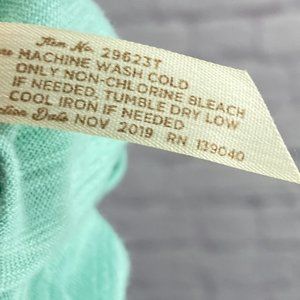 Item No. 29623T
MACHINE WASH COLD
ONLY NON-CHLORINE BLEACH
IF NEEDED. TUMBLE DRY LOW
COOL IRON IF NEEDED
Date NOV 2019 RN 139040